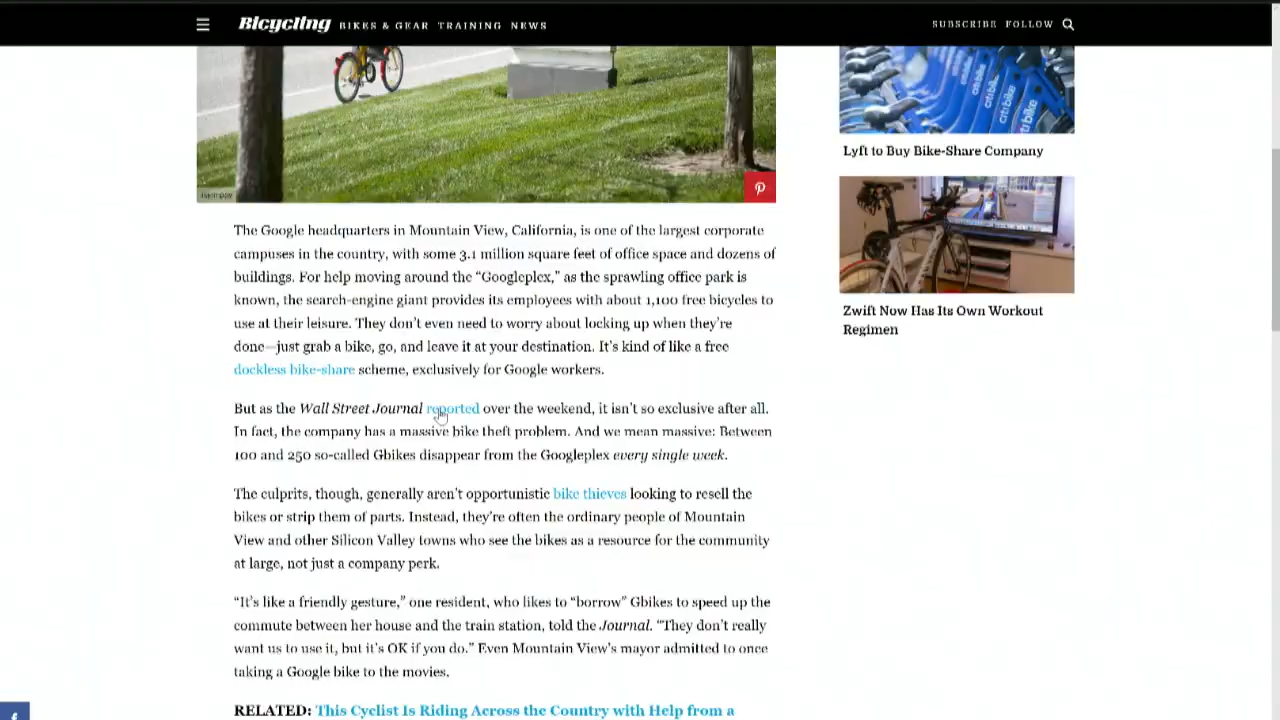 Bicycling BIKES & GEAR TRAINING NEWS
SUBSCRIBE FOLLOW
citi bike
citi bike
Lyft to Buy Bike-Share Company
Zwift Now Has Its Own Workout
Regimen
The Google headquarters in Mountain View, California, is one of the largest corporate
campuses in the country, with some 3.1 million square feet of office space and dozens of
buildings. For help moving around the “Googleplex,” as the sprawling office park is
known, the search-engine giant provides its employees with about 1,100 free bicycles to
use at their leisure. They don’t even need to worry about locking up when they’re
done—just grab a bike, go, and leave it at your destination. It’s kind of like a free
dockless bike-share scheme, exclusively for Google workers.
But as the Wall Street Journal reported over the weekend, it isn’t so exclusive after all.
In fact, the company has a massive bike theft problem. And we mean massive: Between
100 and 250 so-called Gbikes disappear from the Googleplex every single week.
The culprits, though, generally aren’t opportunistic bike thieves looking to resell the
bikes or strip them of parts. Instead, they’re often the ordinary people of Mountain
View and other Silicon Valley towns who see the bikes as a resource for the community
at large, not just a company perk.
“It’s like a friendly gesture,” one resident, who likes to “borrow” Gbikes to speed up the
commute between her house and the train station, told the Journal. “They don’t really
want us to use it, but it’s OK if you do.” Even Mountain View’s mayor admitted to once
taking a Google bike to the movies.
RELATED: This Cyclist Is Riding Across the Country with Help from a